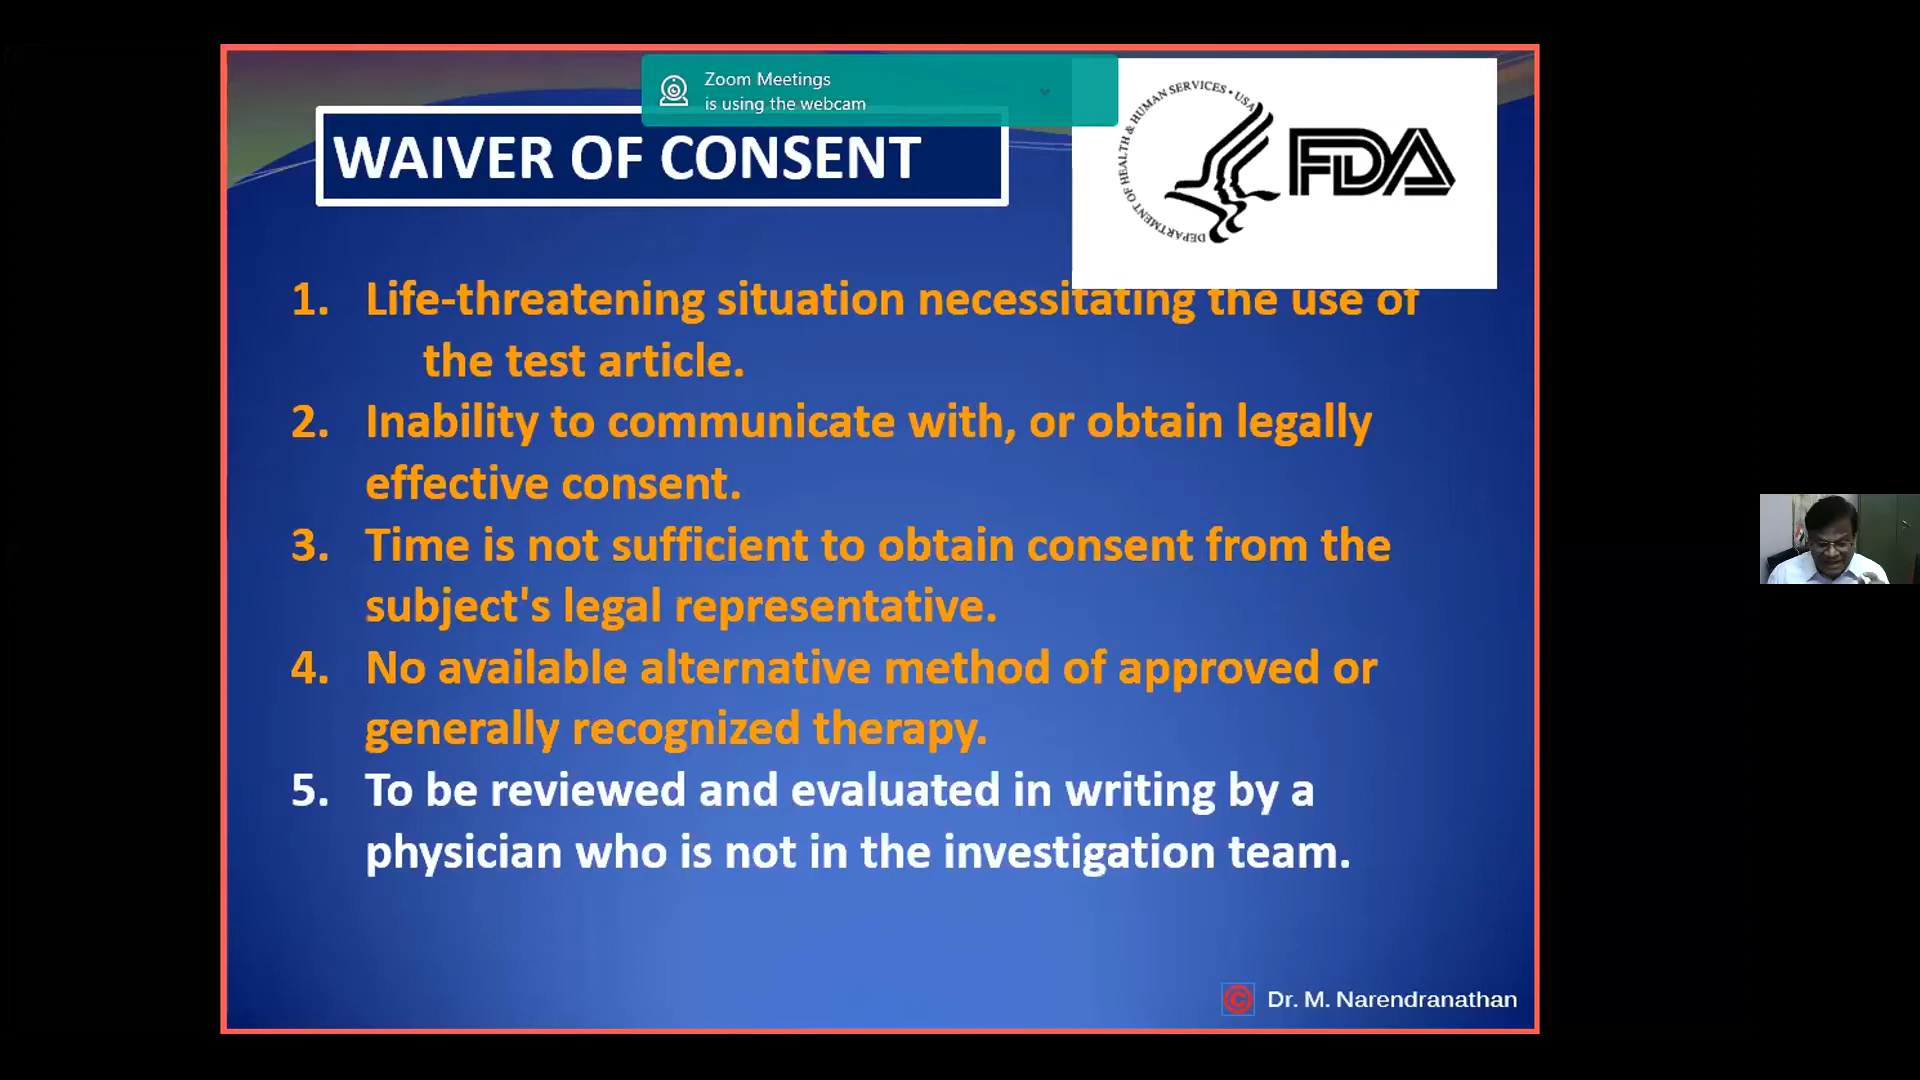 Zoom Meetings
is using the webcam
WAIVER OF CONSENT
DEPARTMENT OF HEALTH & HUMAN SERVICES • USA
FDA
1. Life-threatening situation necessitating the use of
the test article.
2. Inability to communicate with, or obtain legally
effective consent.
3. Time is not sufficient to obtain consent from the
subject's legal representative.
4. No available alternative method of approved or
generally recognized therapy.
5. To be reviewed and evaluated in writing by a
physician who is not in the investigation team.
© Dr. M. Narendranathan